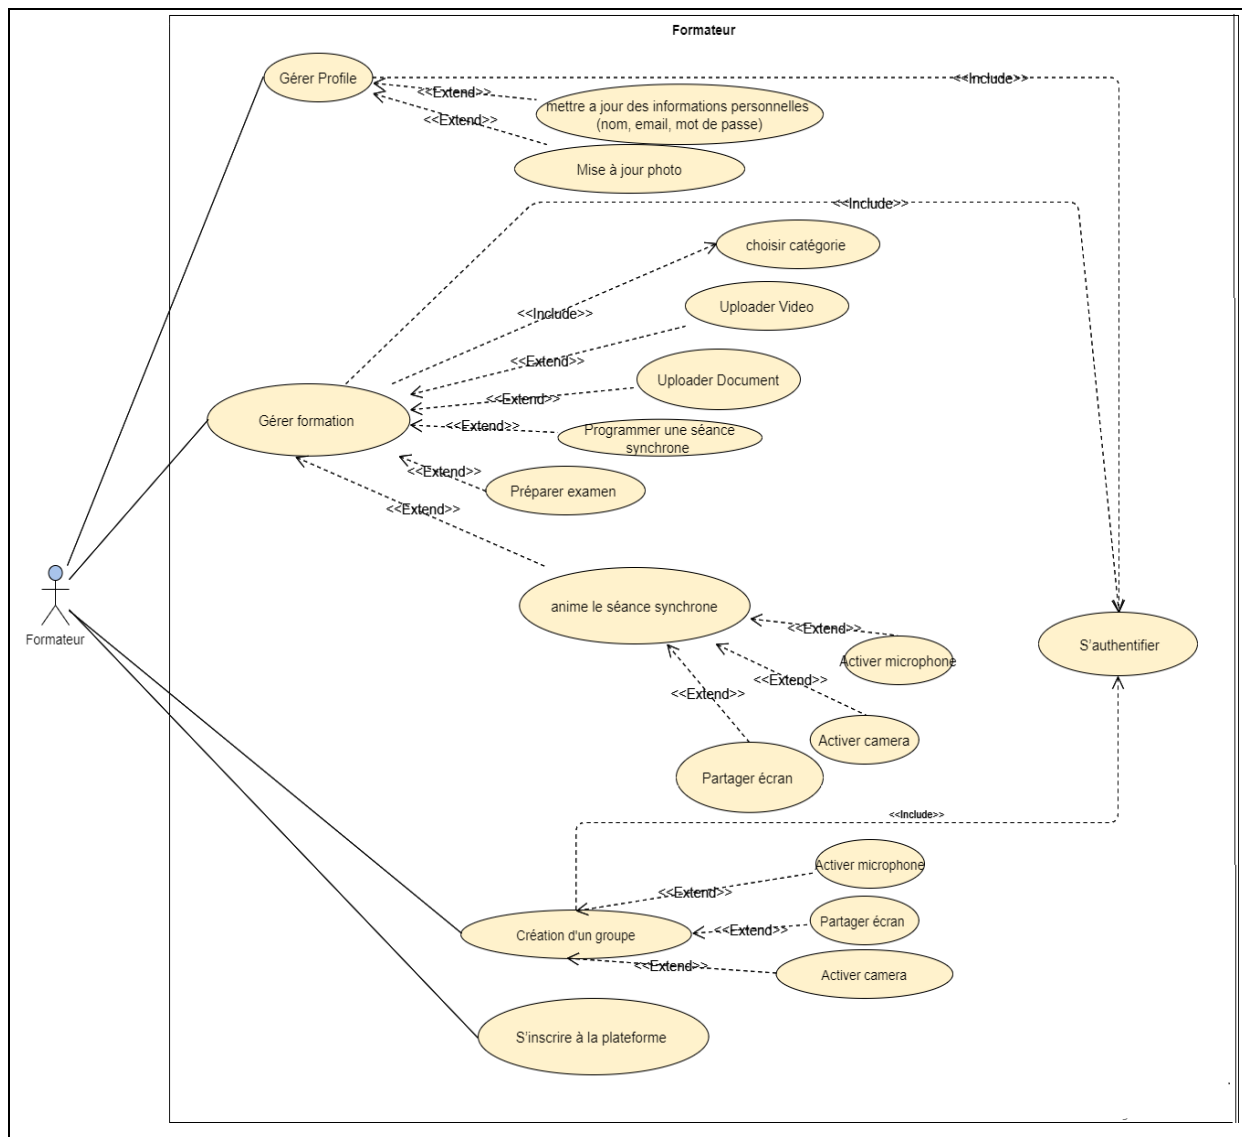 Formateur
Gérer Profile
<<Include>>
<<Extend>>
mettre a jour des informations personnelles
(nom, email, mot de passe)
<<Extend>>
Mise à jour photo
<<Include>>
choisir catégorie
<<Include>>
Uploader Video
<<Extend>>
Uploader Document
<<Extend>>
Gérer formation
<<Extend>>
Programmer une séance
synchrone
<<Extend>>
Préparer examen
<<Extend>>
anime le séance synchrone
<<Extend>>
Activer microphone
Formateur
S'authentifier
<<Extend>>
<<Extend>>
Activer camera
Partager écran
<<Include>>
Activer microphone
<<Extend>>
Partager écran
<<Extend>>
Création d'un groupe
<<Extend>>
Activer camera
S'inscrire à la plateforme